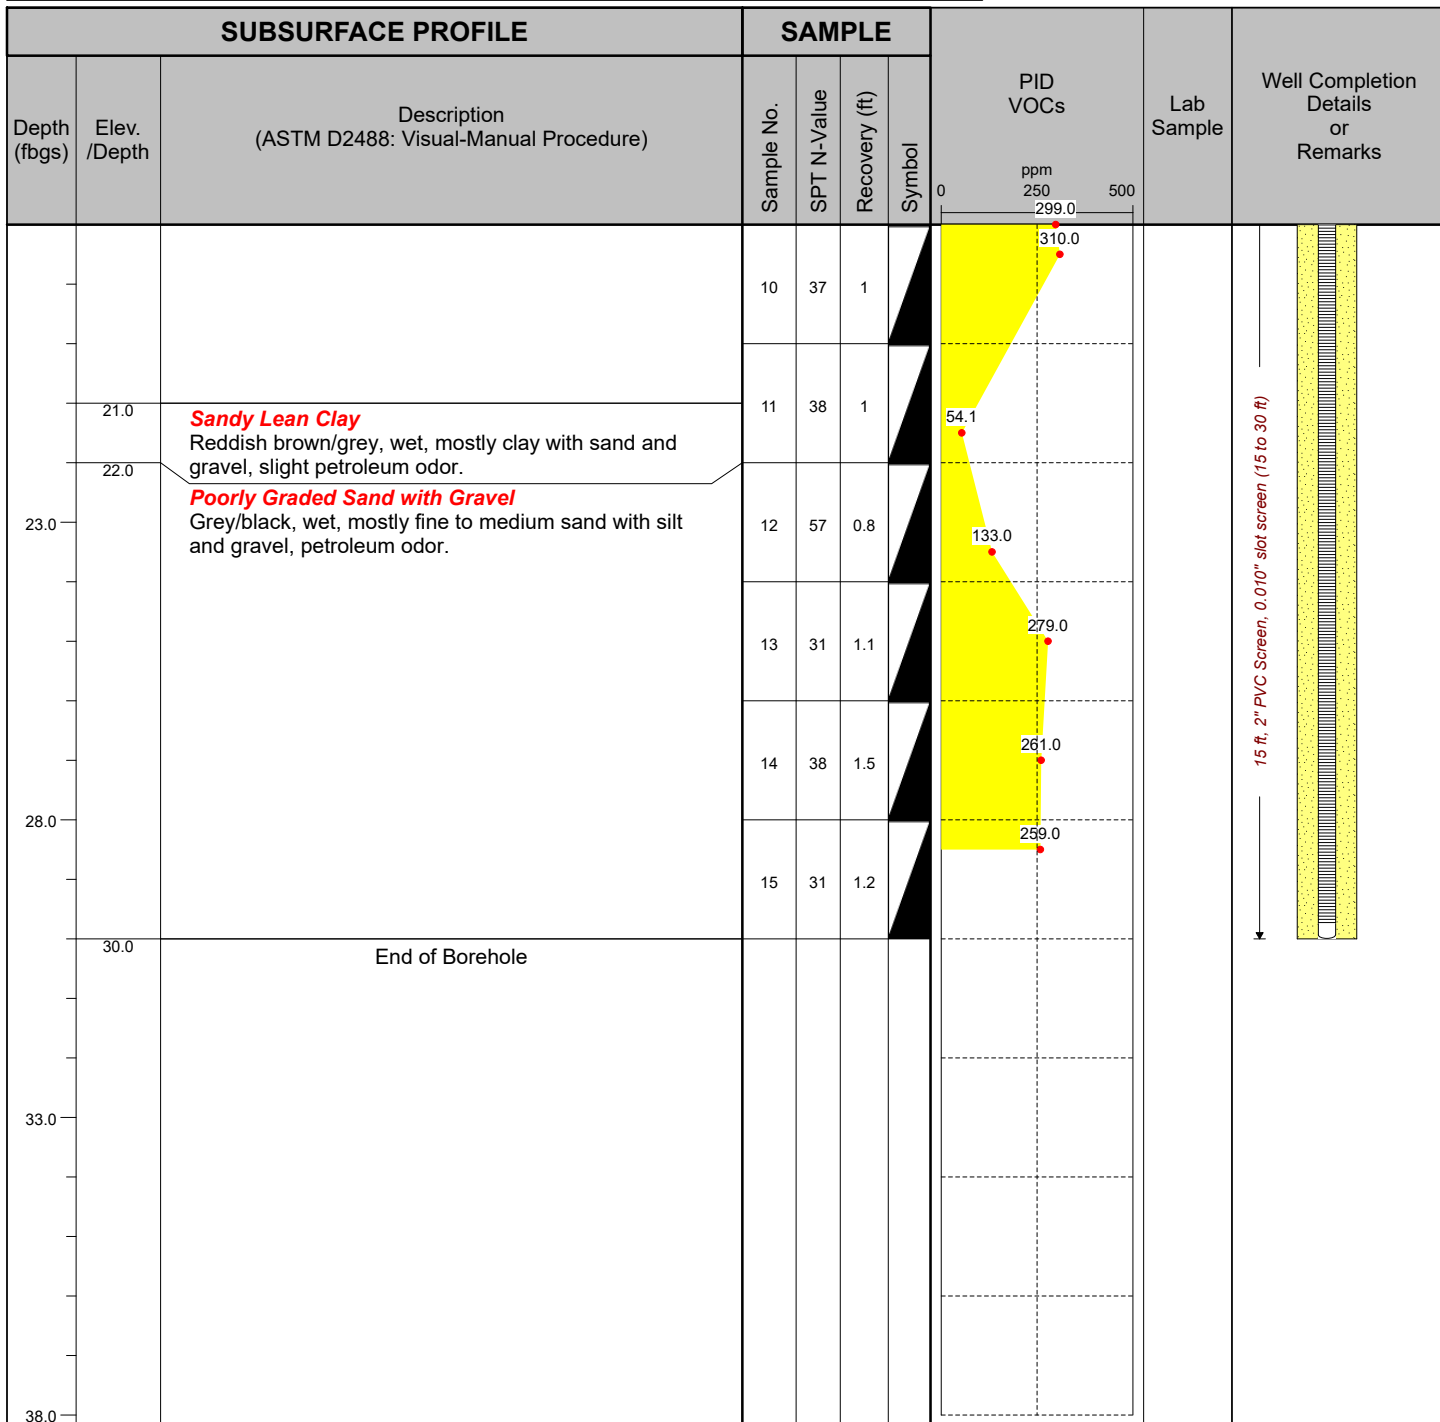 SUBSURFACE PROFILE
SAMPLE
Depth
(fbgs)
Elev.
/Depth
Description
(ASTM D2488: Visual-Manual Procedure)
Sample No.
SPT N-Value
Recovery (ft)
Symbol
PID
VOCs
ppm
0 250 500
Lab
Sample
Well Completion
Details
or
Remarks
299.0
310.0
10 37 1
21.0
Sandy Lean Clay
Reddish brown/grey, wet, mostly clay with sand and
gravel, slight petroleum odor.
11 38 1
54.1
22.0
Poorly Graded Sand with Gravel
Grey/black, wet, mostly fine to medium sand with silt
and gravel, petroleum odor.
23.0
12 57 0.8
133.0
13 31 1.1
279.0
14 38 1.5
261.0
28.0
259.0
15 31 1.2
15 ft, 2" PVC Screen, 0.010" slot screen (15 to 30 ft)
30.0
End of Borehole
33.0
38.0